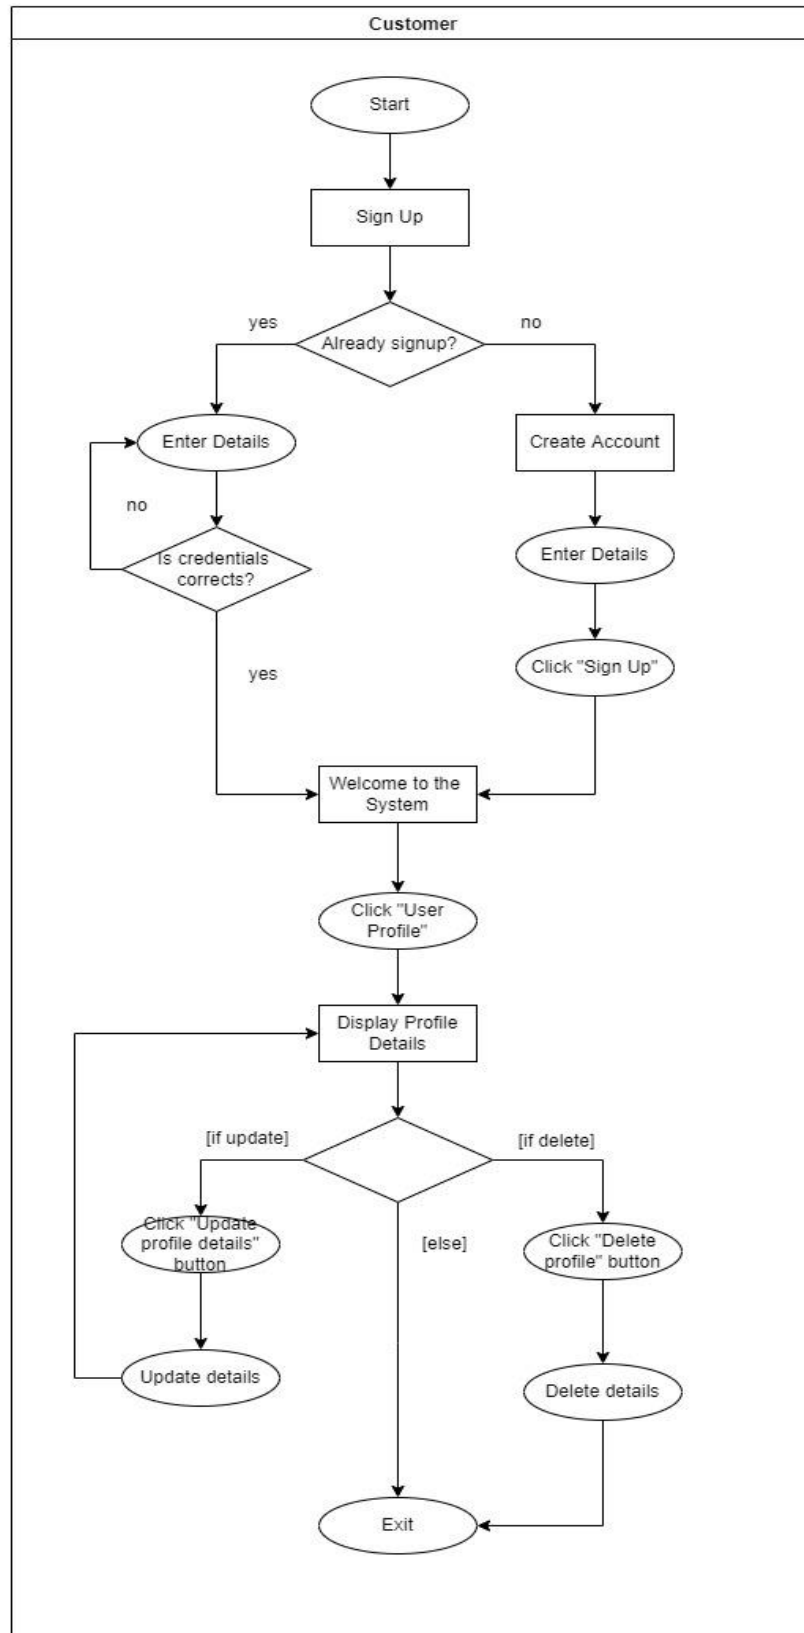 Customer
Start
Sign Up
yes
no
Already signup?
Enter Details
Create Account
no
Enter Details
Is credentials
corrects?
Click "Sign Up"
yes
Welcome to the
System
Click "User
Profile"
Display Profile
Details
[if update]
[if delete]
Click "Update
profile details"
button
[else]
Click "Delete
profile" button
Update details
Delete details
Exit